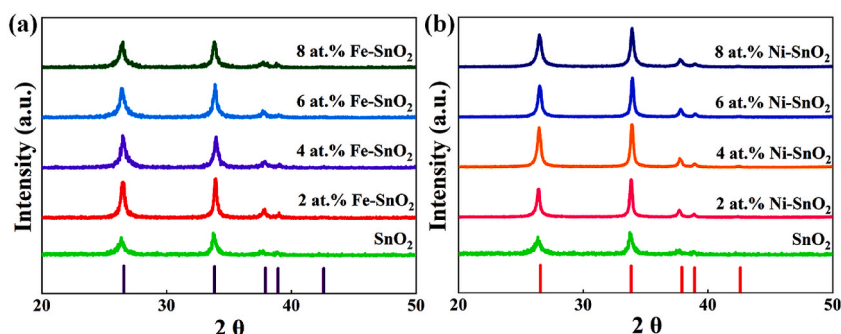 (a)
8 at.% Fe-SnO₂
6 at.% Fe-SnO₂
4 at.% Fe-SnO₂
2 at.% Fe-SnO₂
SnO₂
Intensity (a.u.)
20 30 40 50
2 θ
(b)
8 at.% Ni-SnO₂
6 at.% Ni-SnO₂
4 at.% Ni-SnO₂
2 at.% Ni-SnO₂
SnO₂
Intensity (a.u.)
20 30 40 50
2 θ